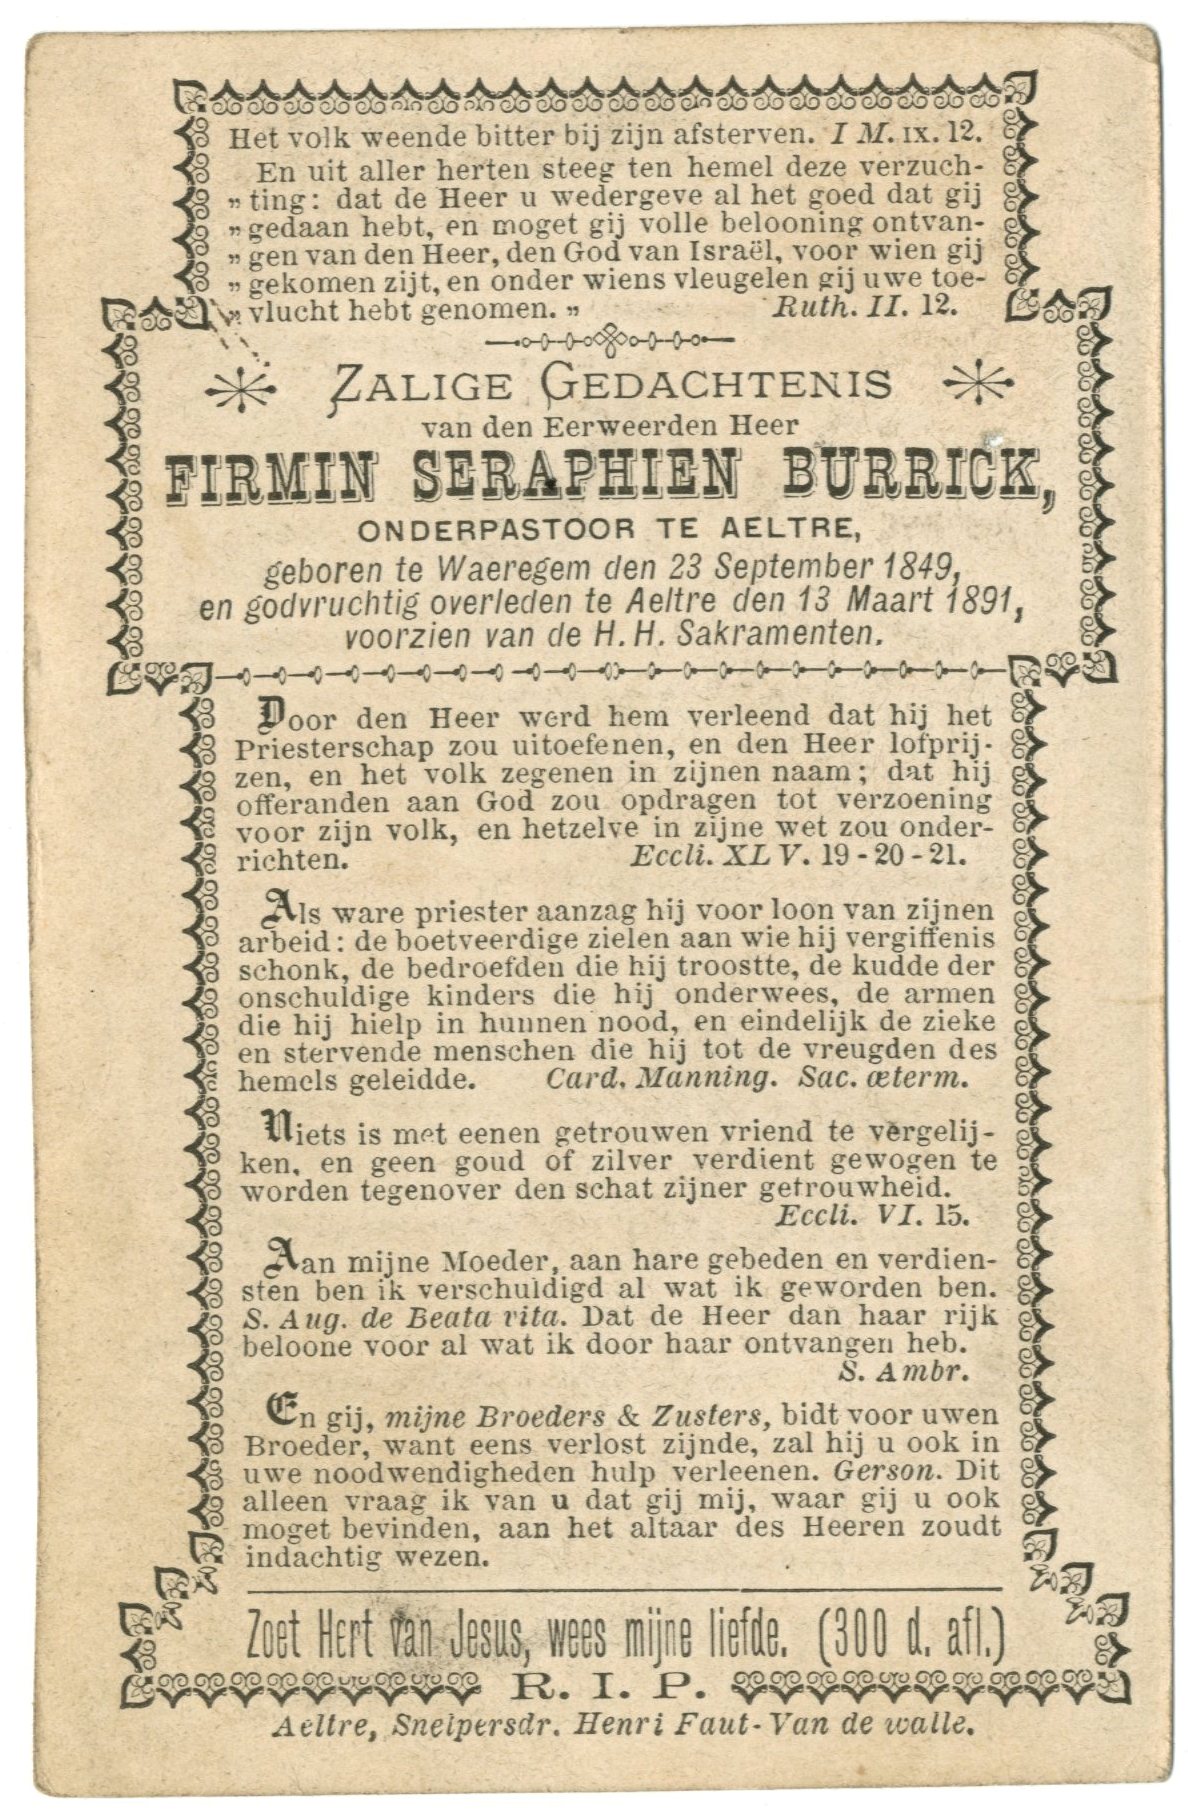 Het volk weende bitter bij zijn afsterven. I M. IX. 12.
En uit aller herten steeg ten hemel deze verzuch-
„ ting: dat de Heer u wedergeve al het goed dat gij
„ gedaan hebt, en moget gij volle belooning ontvan-
„ gen van den Heer, den God van Israël, voor wien gij
„ gekomen zijt, en onder wiens vleugelen gij uwe toe-
„ vlucht hebt genomen. „ Ruth. II. 12.
ZALIGE GEDACHTENIS
van den Eerweerden Heer
FIRMIN SERAPHIEN BURRICK,
ONDERPASTOOR TE AELTRE,
geboren te Waeregem den 23 September 1849,
en godvruchtig overleden te Aeltre den 13 Maart 1891,
voorzien van de H. H. Sakramenten.
Door den Heer werd hem verleend dat hij het
Priesterschap zou uitoefenen, en den Heer lofprij-
zen, en het volk zegenen in zijnen naam; dat hij
offeranden aan God zou opdragen tot verzoening
voor zijn volk, en hetzelve in zijne wet zou onder-
richten. Eccli. XLV. 19-20-21.
Als ware priester aanzag hij voor loon van zijnen
arbeid: de boetveerdige zielen aan wie hij vergiffenis
schonk, de bedroefden die hij troostte, de kudde der
onschuldige kinders die hij onderwees, de armen
die hij hielp in hunnen nood, en eindelijk de zieke
en stervende menschen die hij tot de vreugden des
hemels geleidde. Card. Manning. Sac. œterm.
Niets is met eenen getrouwen vriend te vergelij-
ken, en geen goud of zilver verdient gewogen te
worden tegenover den schat zijner getrouwheid.
Eccli. VI. 15.
Aan mijne Moeder, aan hare gebeden en verdien-
sten ben ik verschuldigd al wat ik geworden ben.
S. Aug. de Beata vita. Dat de Heer dan haar rijk
beloone voor al wat ik door haar ontvangen heb.
S. Ambr.
En gij, mijne Broeders & Zusters, bidt voor uwen
Broeder, want eens verlost zijnde, zal hij u ook in
uwe noodwendigheden hulp verleenen. Gerson. Dit
alleen vraag ik van u dat gij mij, waar gij u ook
moget bevinden, aan het altaar des Heeren zoudt
indachtig wezen.
Zoet Hert van Jesus, wees mijne liefde. (300 d. afl.)
R. I. P.
Aeltre, Snelpersdr. Henri Faut-Van de walle.